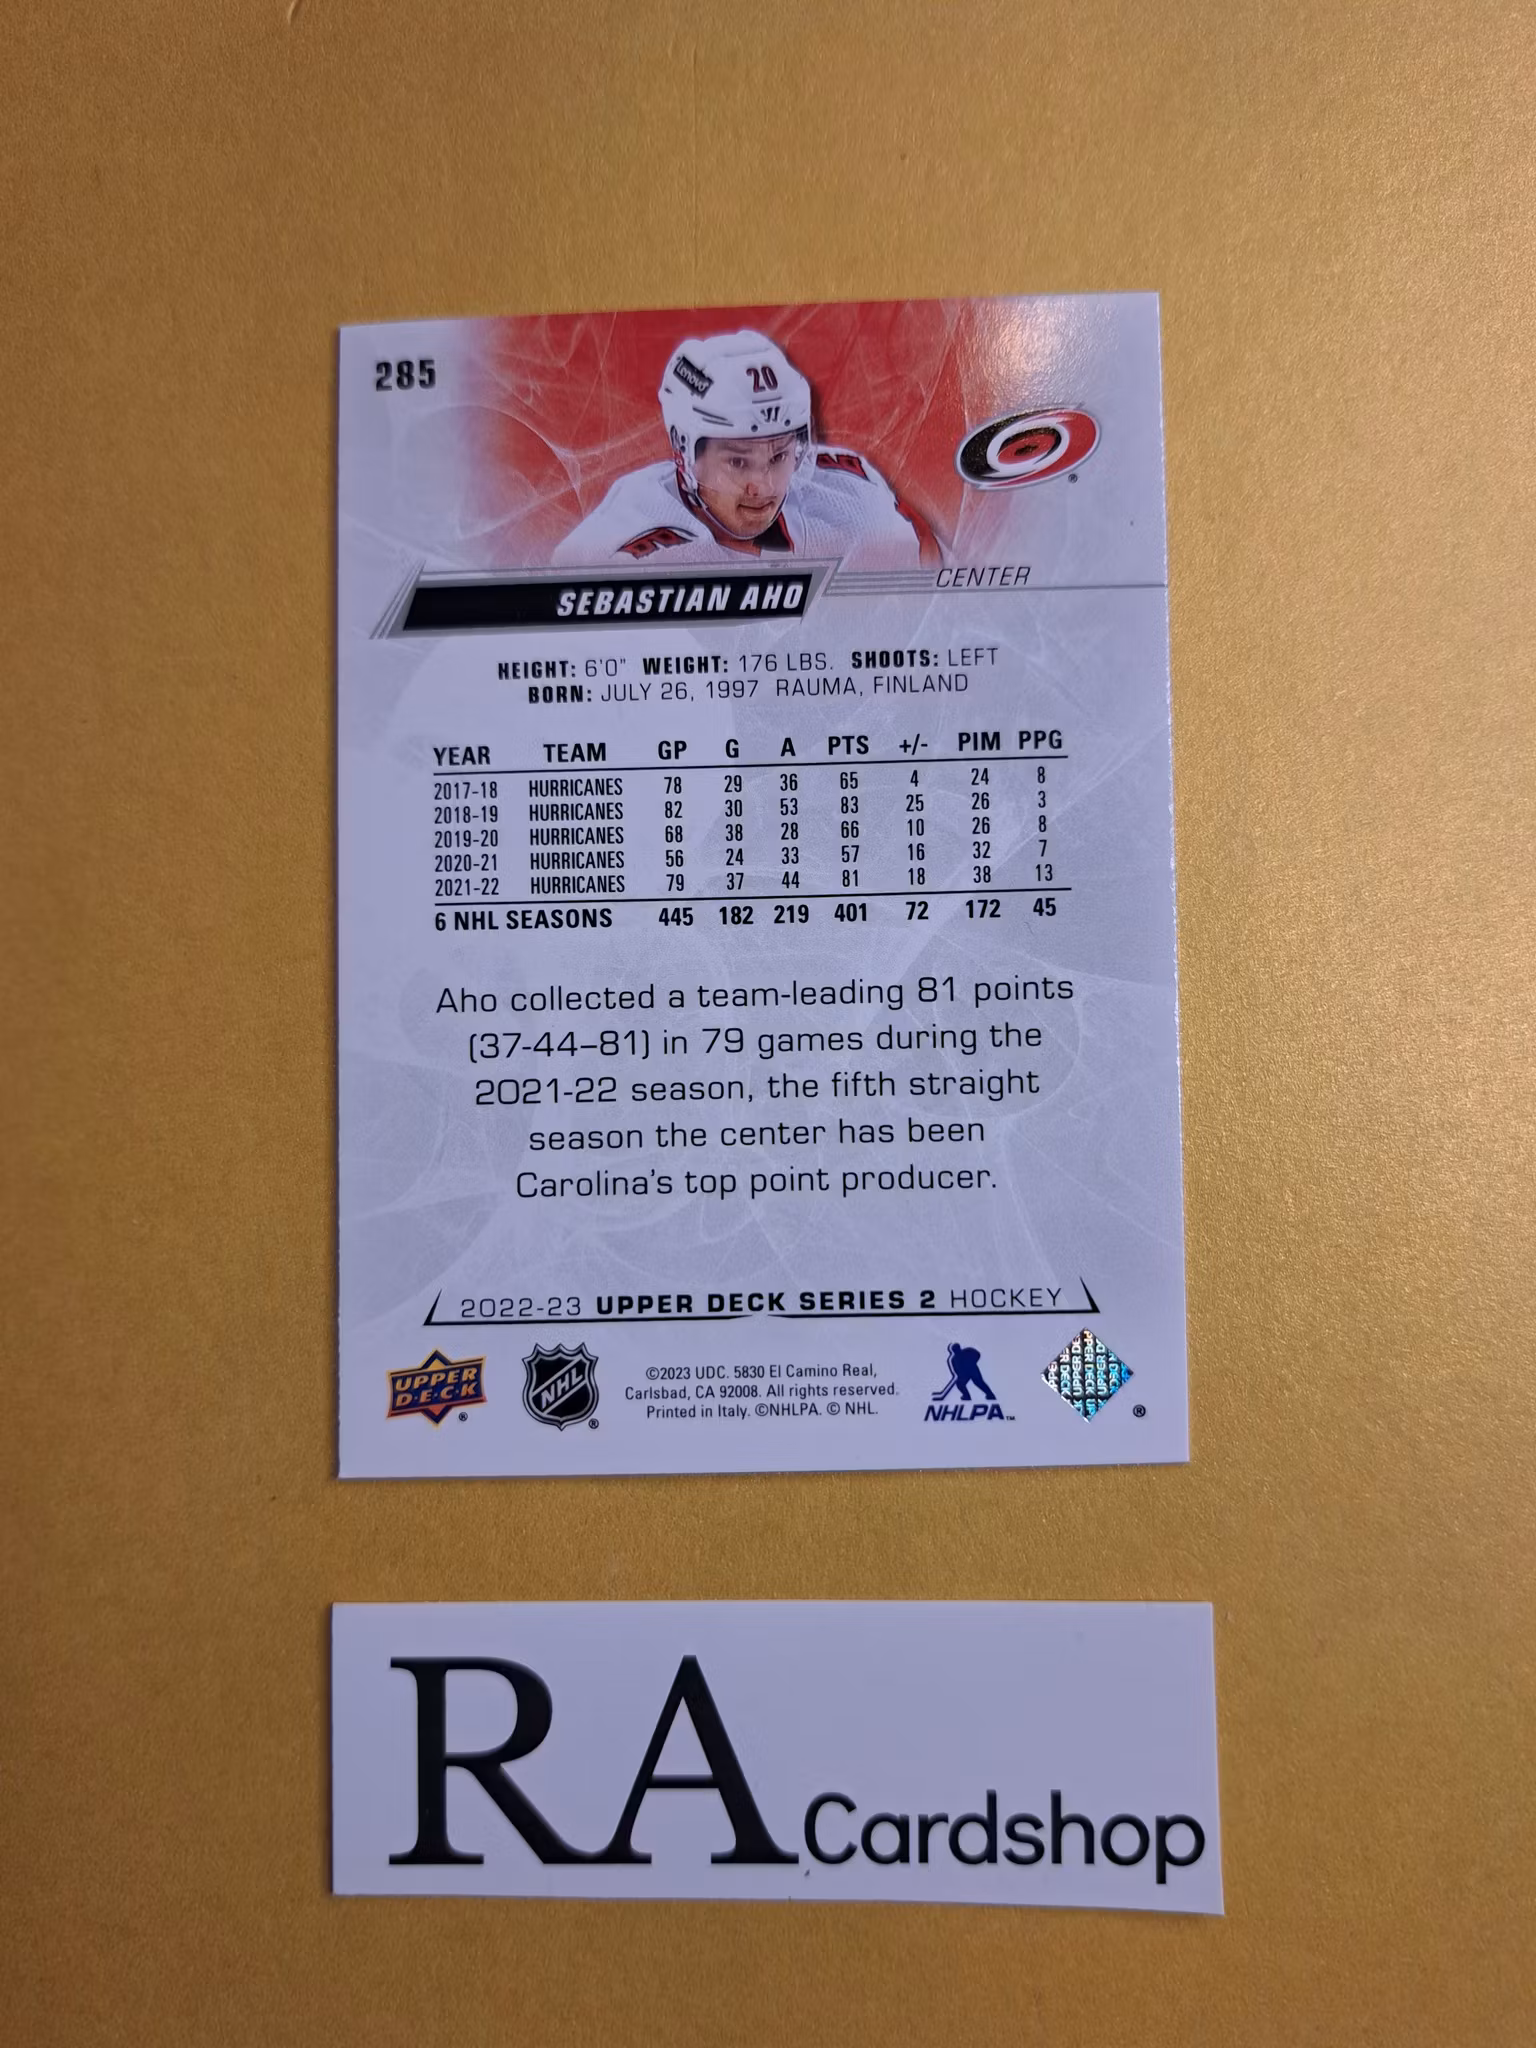 285
Lenovo
20
SEBASTIAN AHO
CENTER
HEIGHT: 6'0" WEIGHT: 176 LBS. SHOOTS: LEFT
BORN: JULY 26, 1997 RAUMA, FINLAND
YEAR TEAM GP G A PTS +/- PIM PPG
2017-18 HURRICANES 78 29 36 65 4 24 8
2018-19 HURRICANES 82 30 53 83 25 26 3
2019-20 HURRICANES 68 38 28 66 10 26 8
2020-21 HURRICANES 56 24 33 57 16 32 7
2021-22 HURRICANES 79 37 44 81 18 38 13
6 NHL SEASONS 445 182 219 401 72 172 45
Aho collected a team-leading 81 points
(37-44–81) in 79 games during the
2021-22 season, the fifth straight
season the center has been
Carolina's top point producer.
2022-23 UPPER DECK SERIES 2 HOCKEY
UPPER
D·E·C·K ®
NHL ®
©2023 UDC. 5830 El Camino Real,
Carlsbad, CA 92008. All rights reserved.
Printed in Italy. ©NHLPA. © NHL.
NHLPA™
®
RA Cardshop